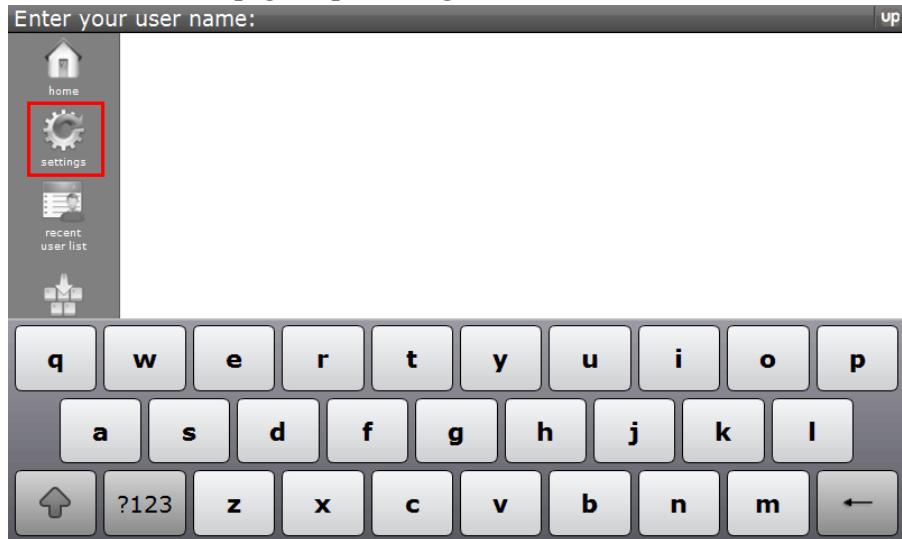 Enter your user name:
up
home
settings
recent
user list
q w e r t y u i o p
a s d f g h j k l
?123 z x c v b n m